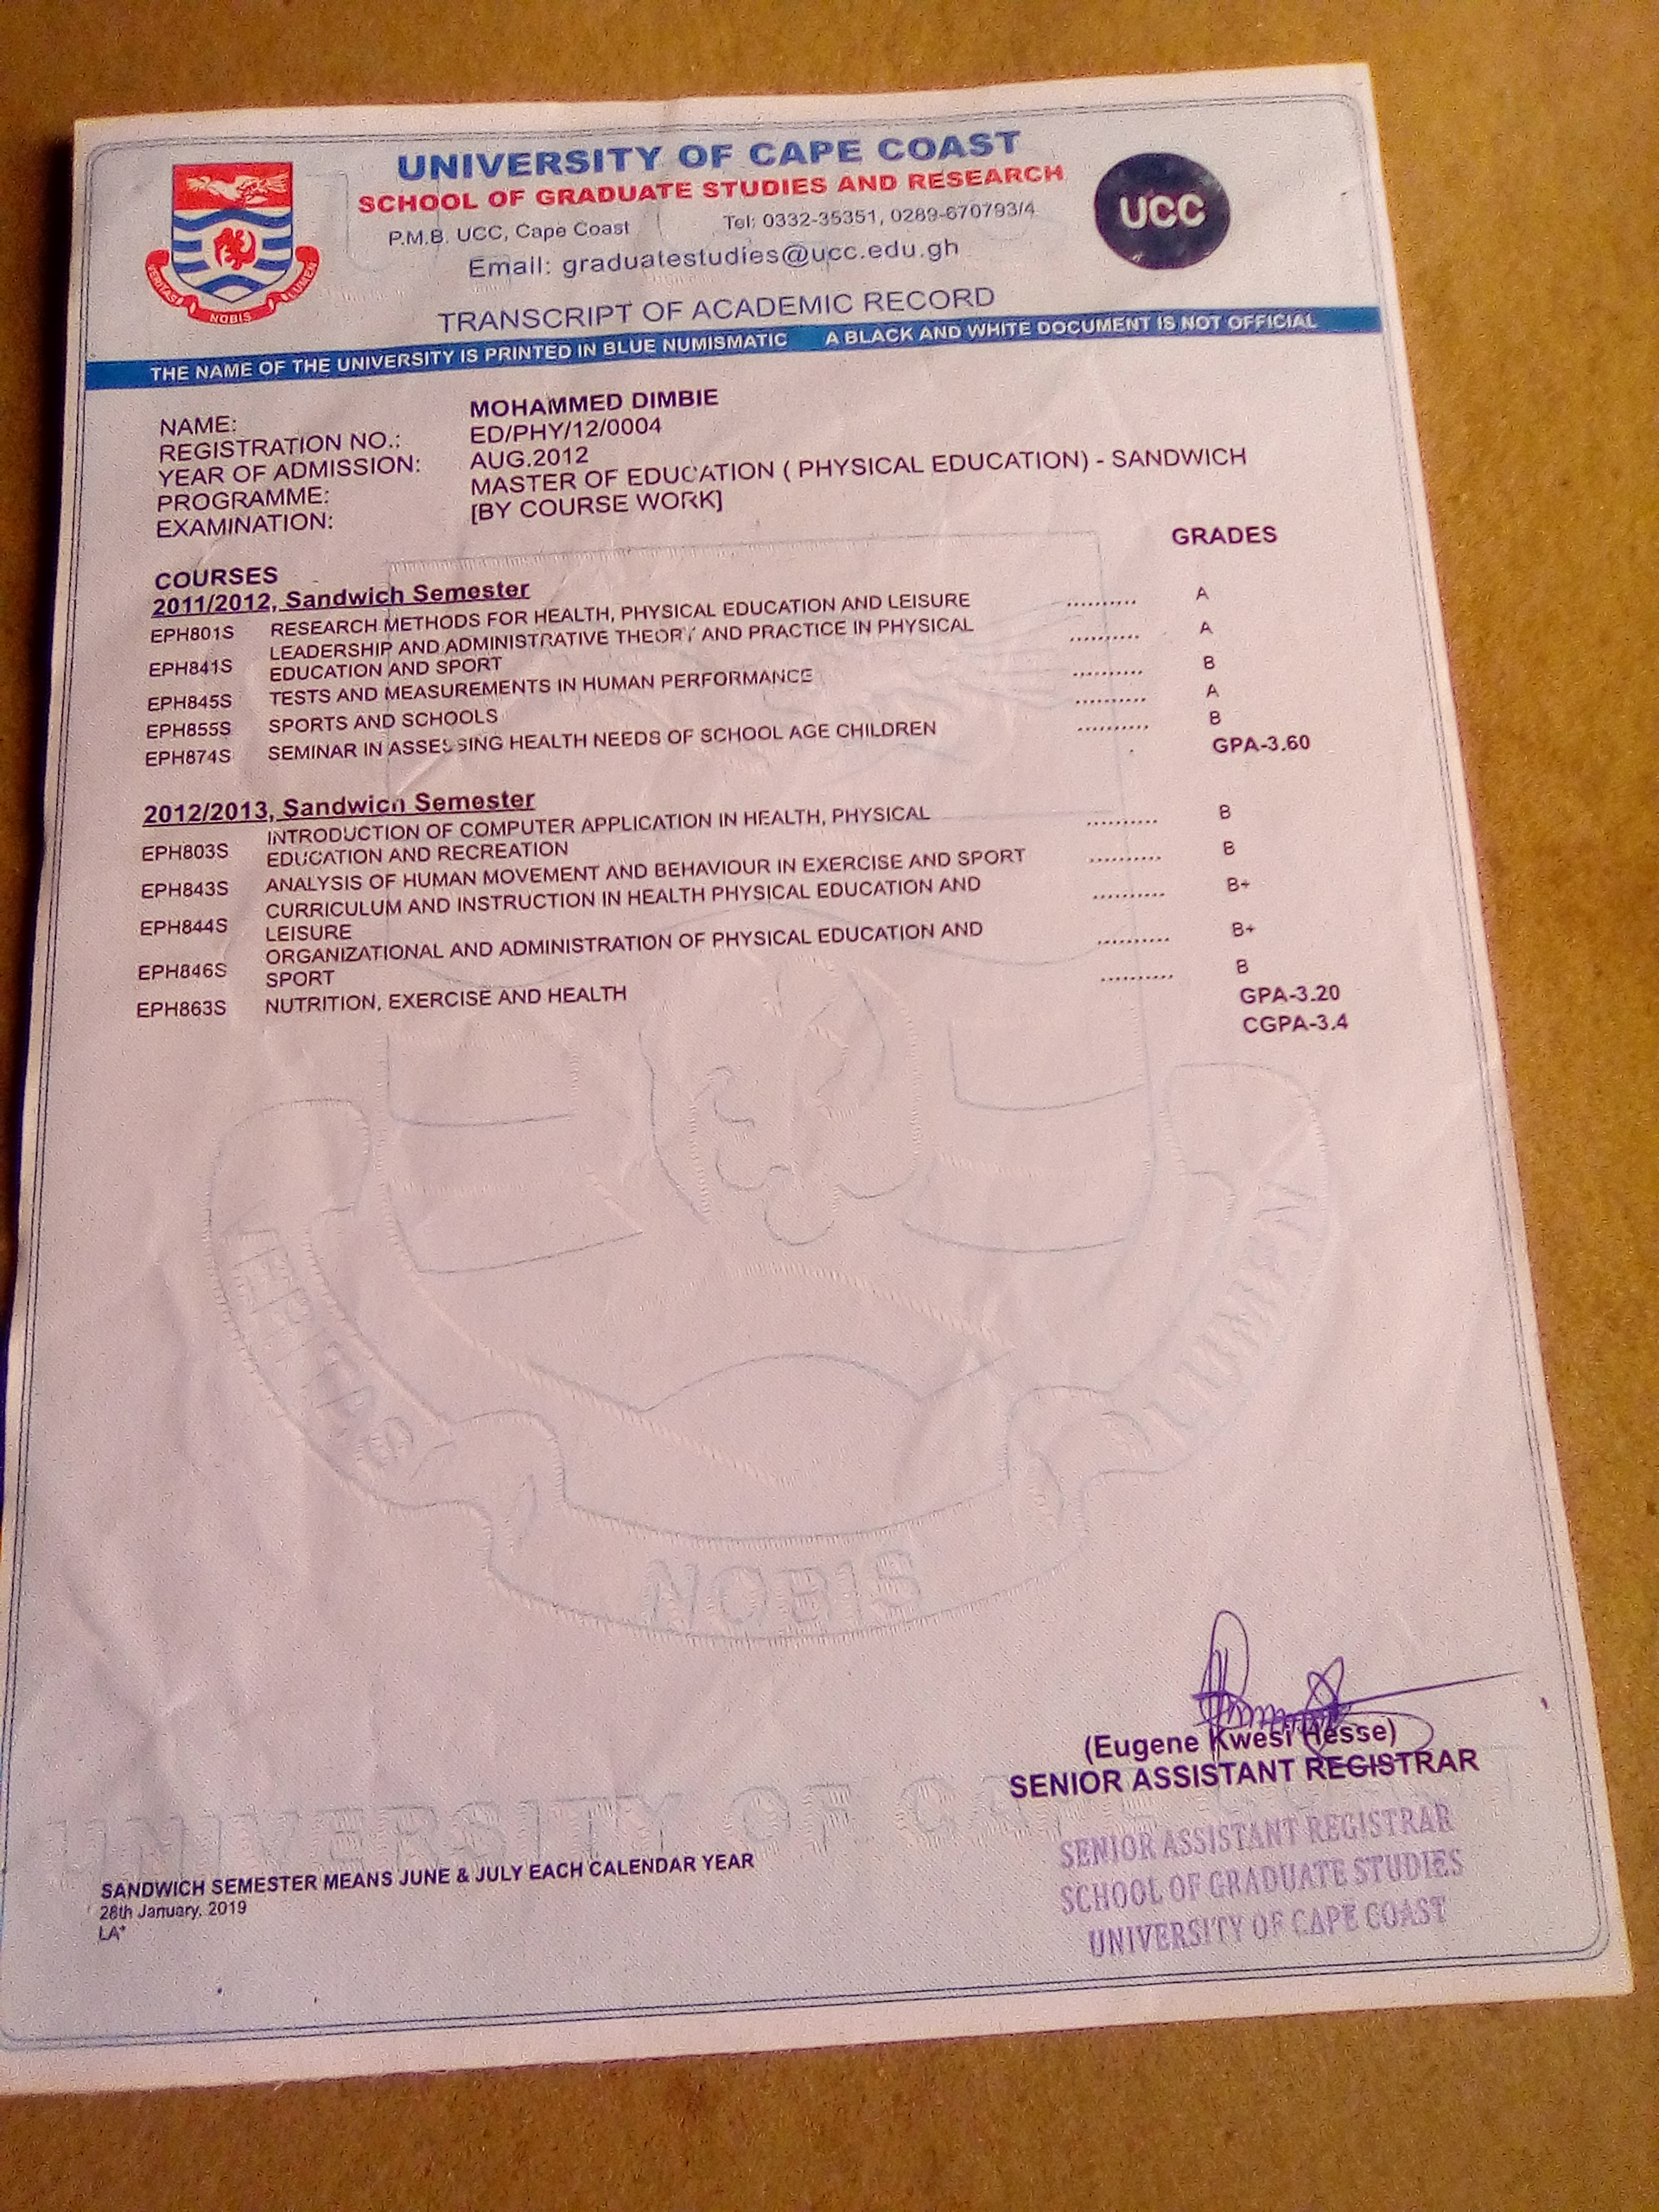 UNIVERSITY OF CAPE COAST
SCHOOL OF GRADUATE STUDIES AND RESEARCH
P.M.B. UCC, Cape Coast Tel: 0332-35351, 0289-670793/4
Email: graduatestudies@ucc.edu.gh
UCC
VERITAS NOBIS LUMEN
TRANSCRIPT OF ACADEMIC RECORD
THE NAME OF THE UNIVERSITY IS PRINTED IN BLUE NUMISMATIC A BLACK AND WHITE DOCUMENT IS NOT OFFICIAL
NAME: MOHAMMED DIMBIE
REGISTRATION NO.: ED/PHY/12/0004
YEAR OF ADMISSION: AUG.2012
PROGRAMME: MASTER OF EDUCATION ( PHYSICAL EDUCATION) - SANDWICH
EXAMINATION: [BY COURSE WORK]
COURSES GRADES
2011/2012, Sandwich Semester
EPH801S RESEARCH METHODS FOR HEALTH, PHYSICAL EDUCATION AND LEISURE .......... A
EPH841S LEADERSHIP AND ADMINISTRATIVE THEORY AND PRACTICE IN PHYSICAL
EDUCATION AND SPORT .......... A
EPH845S TESTS AND MEASUREMENTS IN HUMAN PERFORMANCE .......... B
EPH855S SPORTS AND SCHOOLS .......... A
EPH874S SEMINAR IN ASSESSING HEALTH NEEDS OF SCHOOL AGE CHILDREN .......... B
GPA-3.60
2012/2013, Sandwich Semester
EPH803S INTRODUCTION OF COMPUTER APPLICATION IN HEALTH, PHYSICAL
EDUCATION AND RECREATION .......... B
EPH843S ANALYSIS OF HUMAN MOVEMENT AND BEHAVIOUR IN EXERCISE AND SPORT .......... B
EPH844S CURRICULUM AND INSTRUCTION IN HEALTH PHYSICAL EDUCATION AND
LEISURE .......... B+
EPH846S ORGANIZATIONAL AND ADMINISTRATION OF PHYSICAL EDUCATION AND
SPORT .......... B+
EPH863S NUTRITION, EXERCISE AND HEALTH .......... B
GPA-3.20
CGPA-3.4
VERITAS NOBIS LUMEN
(Eugene Kwesi Hesse)
SENIOR ASSISTANT REGISTRAR
UNIVERSITY OF CAPE COAST
SENIOR ASSISTANT REGISTRAR
SCHOOL OF GRADUATE STUDIES
UNIVERSITY OF CAPE COAST
SANDWICH SEMESTER MEANS JUNE & JULY EACH CALENDAR YEAR
28th January, 2019
LA*